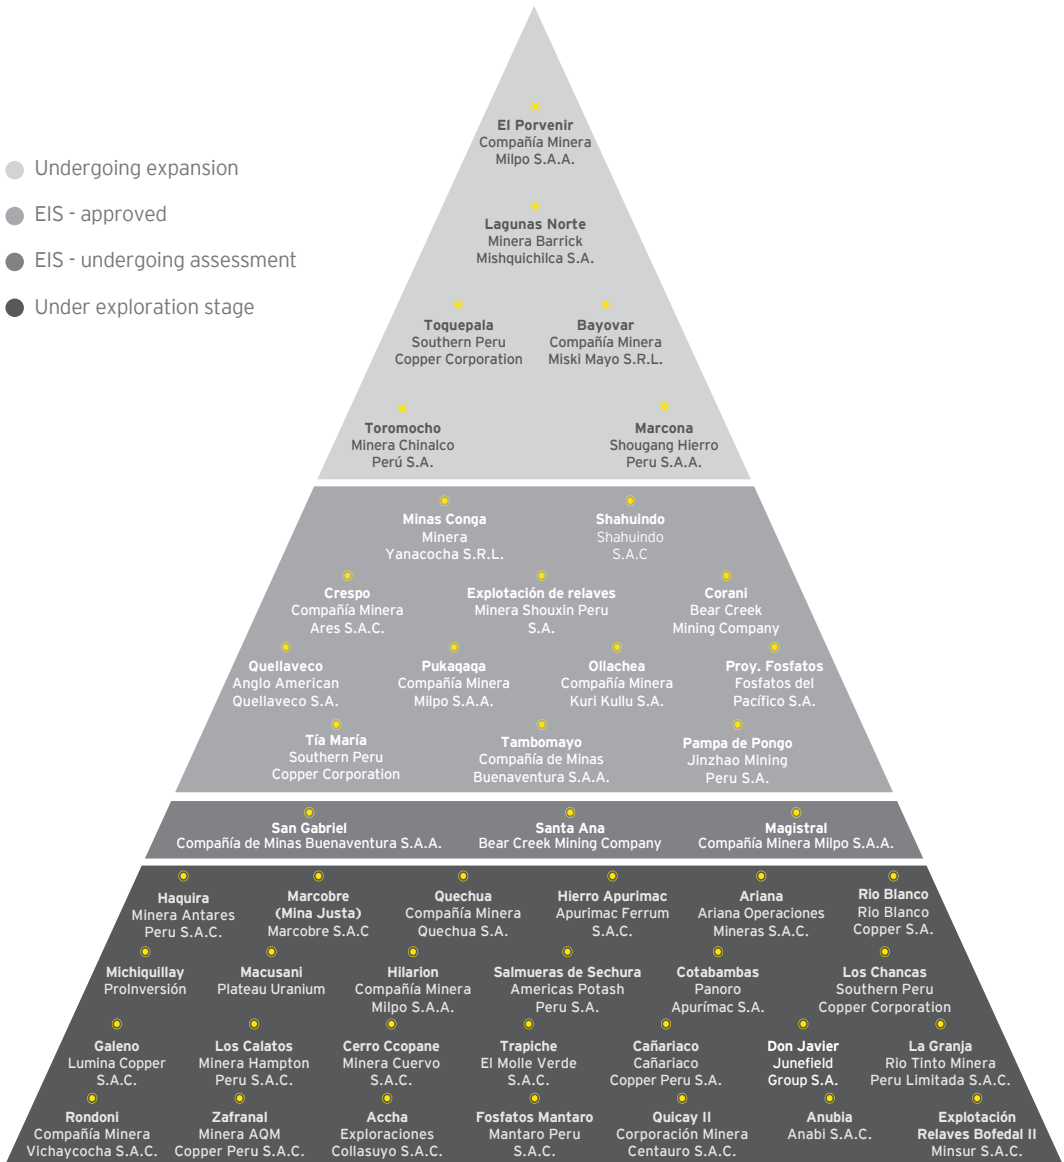 Undergoing expansion
EIS - approved
EIS - undergoing assessment
Under exploration stage
El Porvenir
Compañía Minera
Milpo S.A.A.
Lagunas Norte
Minera Barrick
Mishquichilca S.A.
Toquepala
Southern Peru
Copper Corporation
Bayovar
Compañía Minera
Miski Mayo S.R.L.
Toromocho
Minera Chinalco
Perú S.A.
Marcona
Shougang Hierro
Peru S.A.A.
Minas Conga
Minera
Yanacocha S.R.L.
Shahuindo
Shahuindo
S.A.C
Crespo
Compañía Minera
Ares S.A.C.
Explotación de relaves
Minera Shouxin Peru
S.A.
Corani
Bear Creek
Mining Company
Quellaveco
Anglo American
Quellaveco S.A.
Pukaqaqa
Compañía Minera
Milpo S.A.A.
Ollachea
Compañía Minera
Kuri Kullu S.A.
Proy. Fosfatos
Fosfatos del
Pacífico S.A.
Tía María
Southern Peru
Copper Corporation
Tambomayo
Compañía de Minas
Buenaventura S.A.A.
Pampa de Pongo
Jinzhao Mining
Peru S.A.
San Gabriel
Compañía de Minas Buenaventura S.A.A.
Santa Ana
Bear Creek Mining Company
Magistral
Compañía Minera Milpo S.A.A.
Haquira
Minera Antares
Peru S.A.C.
Marcobre
(Mina Justa)
Marcobre S.A.C
Quechua
Compañía Minera
Quechua S.A.
Hierro Apurimac
Apurimac Ferrum
S.A.C.
Ariana
Ariana Operaciones
Mineras S.A.C.
Rio Blanco
Rio Blanco
Copper S.A.
Michiquillay
ProInversión
Macusani
Plateau Uranium
Hilarion
Compañía Minera
Milpo S.A.A.
Salmueras de Sechura
Americas Potash
Peru S.A.
Cotabambas
Panoro
Apurímac S.A.
Los Chancas
Southern Peru
Copper Corporation
Galeno
Lumina Copper
S.A.C.
Los Calatos
Minera Hampton
Peru S.A.C.
Cerro Ccopane
Minera Cuervo
S.A.C.
Trapiche
El Molle Verde
S.A.C.
Cañariaco
Cañariaco
Copper Peru S.A.
Don Javier
Junefield
Group S.A.
La Granja
Rio Tinto Minera
Peru Limitada S.A.C.
Rondoni
Compañía Minera
Vichaycocha S.A.C.
Zafranal
Minera AQM
Copper Peru S.A.C.
Accha
Exploraciones
Collasuyo S.A.C.
Fosfatos Mantaro
Mantaro Peru
S.A.C.
Quicay II
Corporación Minera
Centauro S.A.C.
Anubia
Anabi S.A.C.
Explotación
Relaves Bofedal II
Minsur S.A.C.